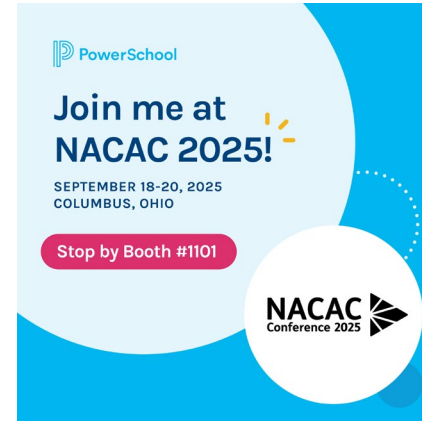 PowerSchool
Join me at
NACAC 2025!
SEPTEMBER 18-20, 2025
COLUMBUS, OHIO
Stop by Booth #1101
NACAC
Conference 2025